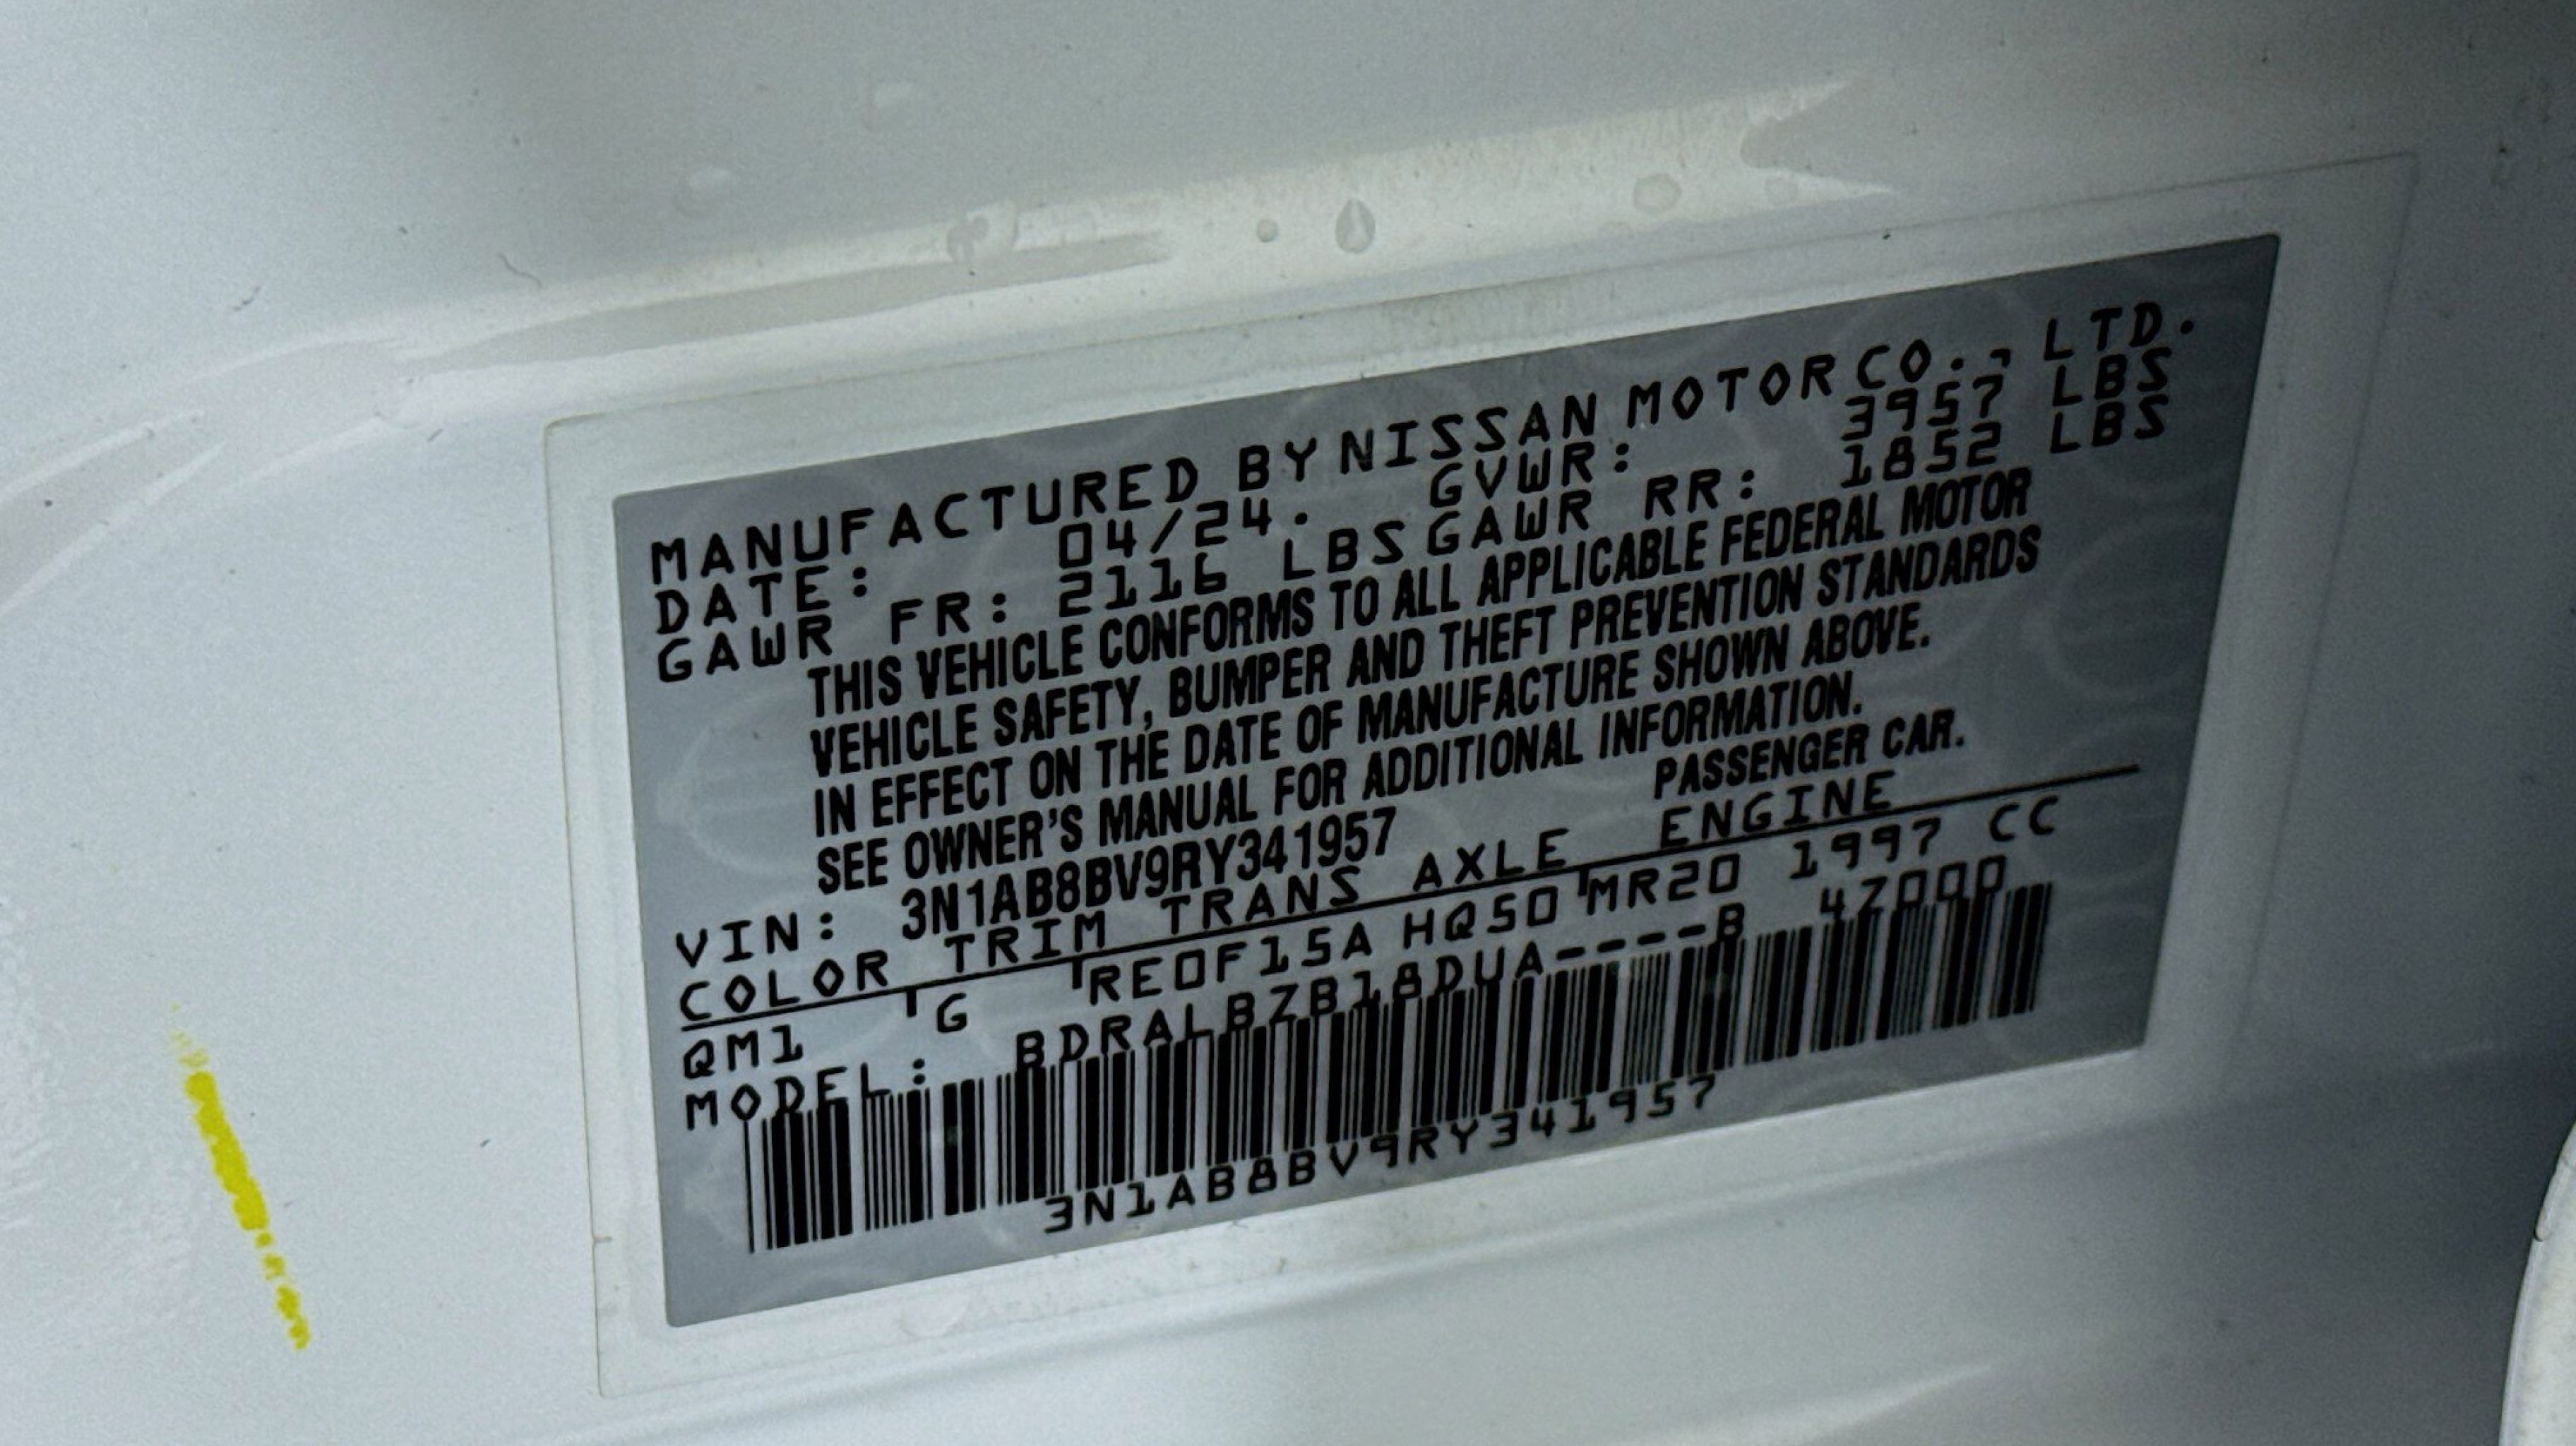 MANUFACTURED BY NISSAN MOTOR CO., LTD.
DATE: 04/24. GVWR: 3957 LBS
GAWR FR: 2116 LBS GAWR RR: 1852 LBS
THIS VEHICLE CONFORMS TO ALL APPLICABLE FEDERAL MOTOR
VEHICLE SAFETY, BUMPER AND THEFT PREVENTION STANDARDS
IN EFFECT ON THE DATE OF MANUFACTURE SHOWN ABOVE.
SEE OWNER'S MANUAL FOR ADDITIONAL INFORMATION.
VIN: 3N1AB8BV9RY341957 PASSENGER CAR.
COLOR TRIM TRANS AXLE ENGINE
QM1 G RE0F15A HQ50 MR20 1997 CC
MODEL: BDRALBZB18DUA----B 4Z000
3N1AB8BV9RY341957